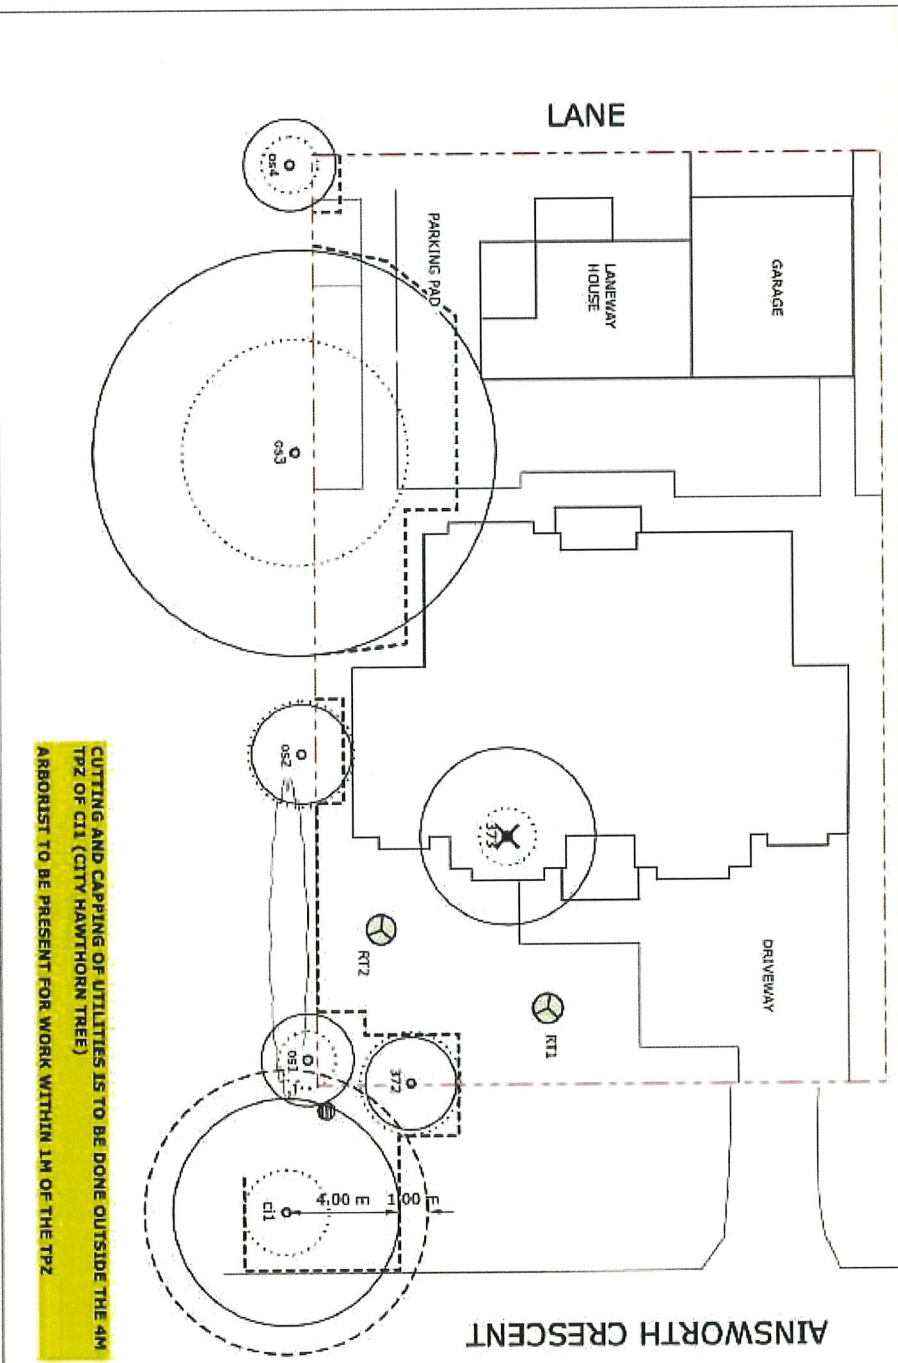 LANE
os4
PARKING PAD
LANEWAY
HOUSE
GARAGE
os3
os2
373
RT2
RT1
DRIVEWAY
os1
372
ci1
4.00 m
1.00 m
AINSWORTH CRESCENT
CUTTING AND CAPPING OF UTILITIES IS TO BE DONE OUTSIDE THE 4M
TPZ OF CI1 (CITY HAWTHORN TREE)
ARBORIST TO BE PRESENT FOR WORK WITHIN 1M OF THE TPZ